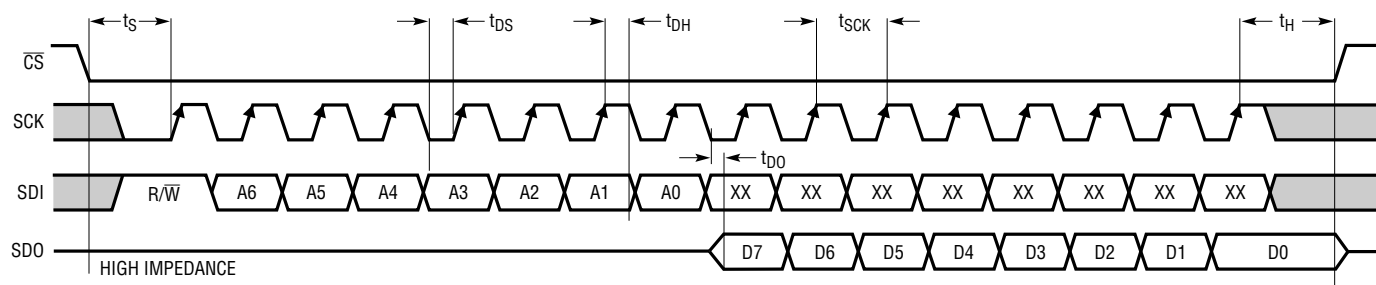 tS tDS tDH tSCK tH
CS
SCK
tDO
SDI R/W A6 A5 A4 A3 A2 A1 A0 XX XX XX XX XX XX XX XX
SDO D7 D6 D5 D4 D3 D2 D1 D0
HIGH IMPEDANCE